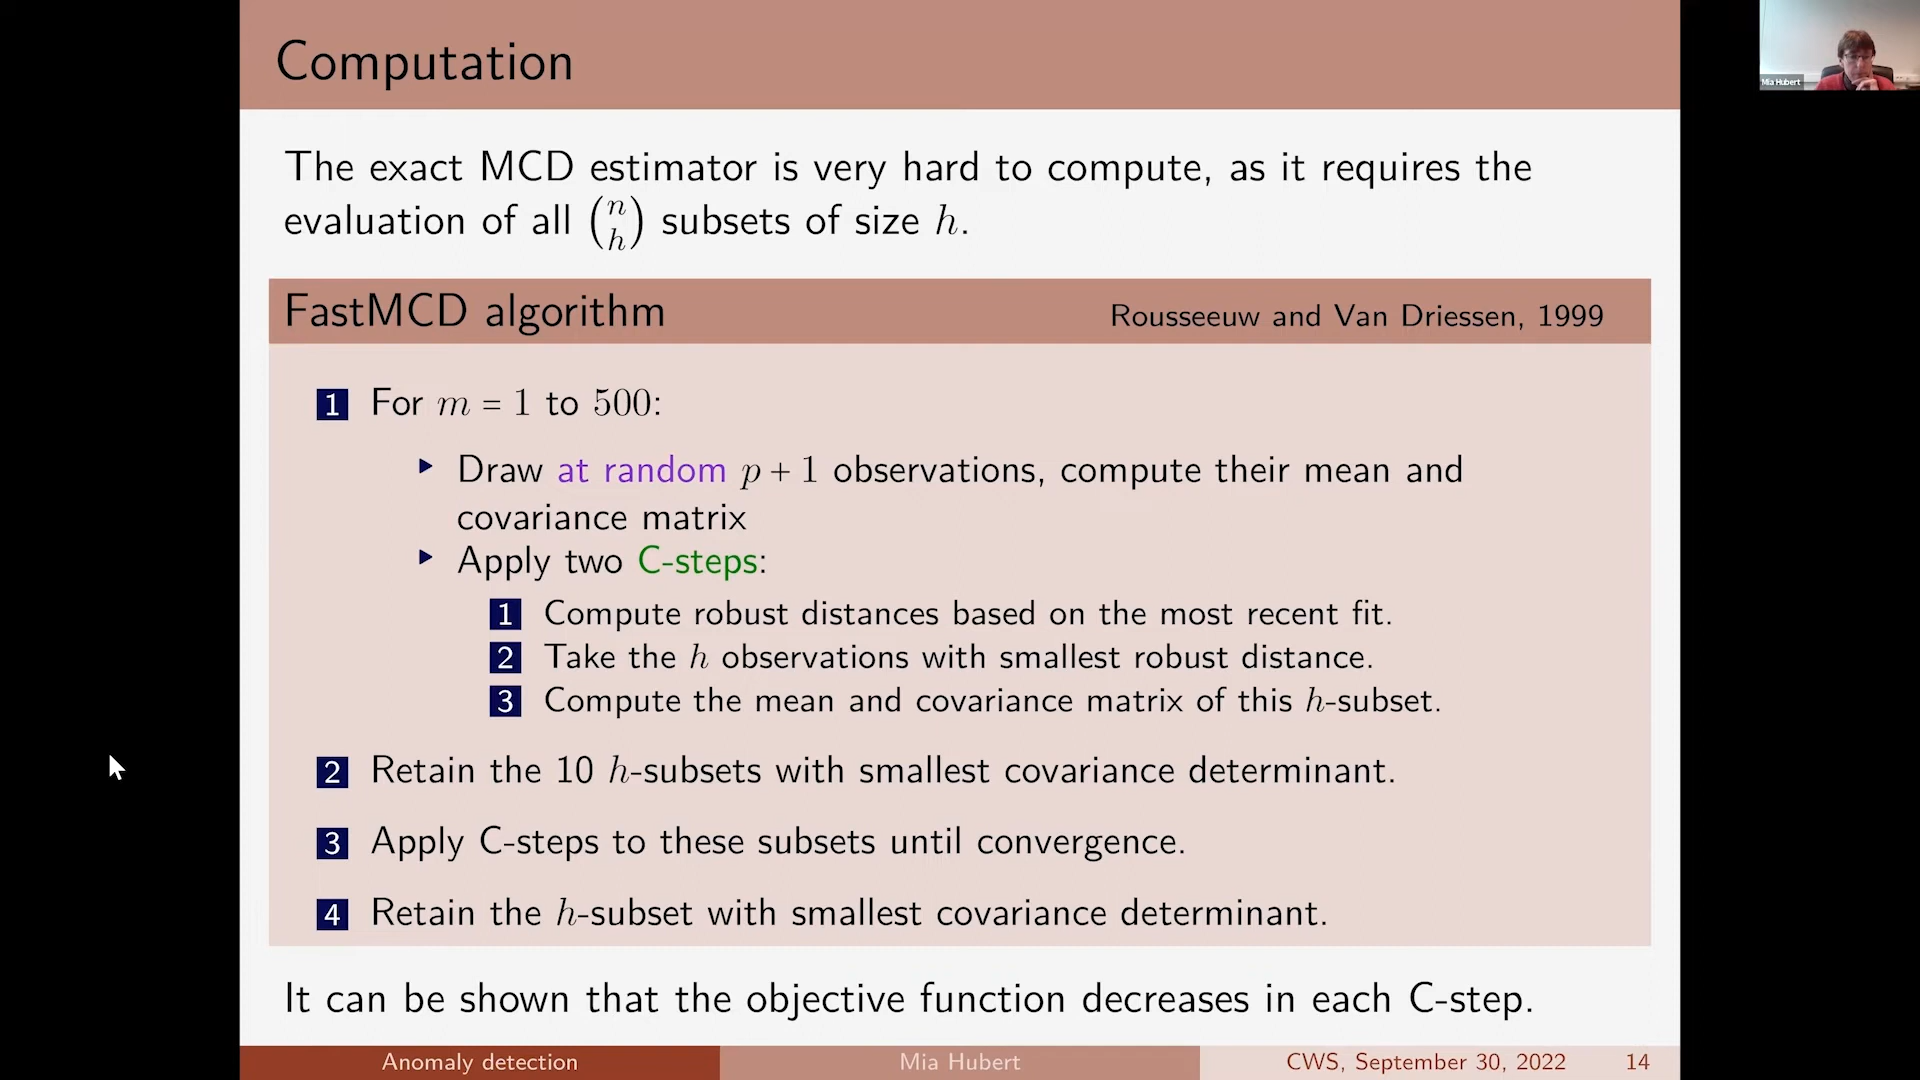 Computation
Mia Hubert
The exact MCD estimator is very hard to compute, as it requires the
evaluation of all (n h) subsets of size h.
FastMCD algorithm Rousseeuw and Van Driessen, 1999
1 For m = 1 to 500:
▸ Draw at random p + 1 observations, compute their mean and
covariance matrix
▸ Apply two C-steps:
1 Compute robust distances based on the most recent fit.
2 Take the h observations with smallest robust distance.
3 Compute the mean and covariance matrix of this h-subset.
2 Retain the 10 h-subsets with smallest covariance determinant.
3 Apply C-steps to these subsets until convergence.
4 Retain the h-subset with smallest covariance determinant.
It can be shown that the objective function decreases in each C-step.
Anomaly detection Mia Hubert CWS, September 30, 2022 14